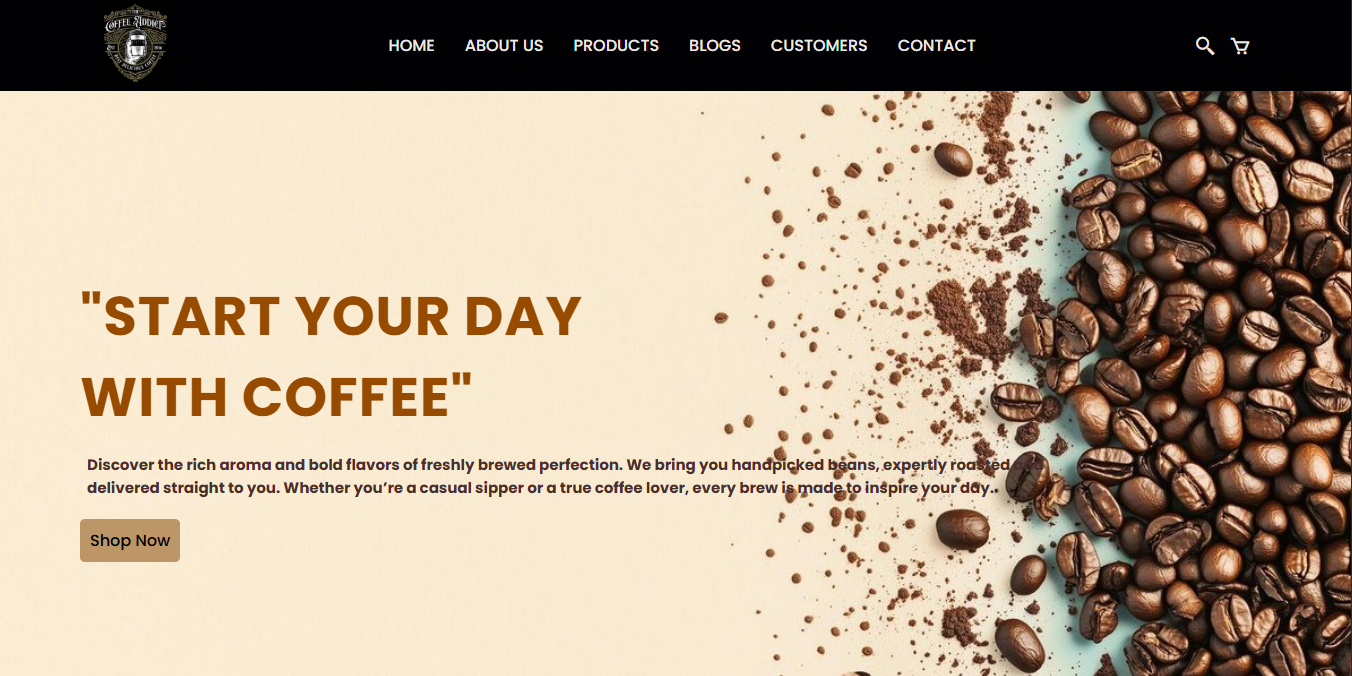 THE
COFFEE ADDICT
HOME ABOUT US PRODUCTS BLOGS CUSTOMERS CONTACT
"START YOUR DAY
WITH COFFEE"
Discover the rich aroma and bold flavors of freshly brewed perfection. We bring you handpicked beans, expertly roasted and
delivered straight to you. Whether you’re a casual sipper or a true coffee lover, every brew is made to inspire your day..
Shop Now